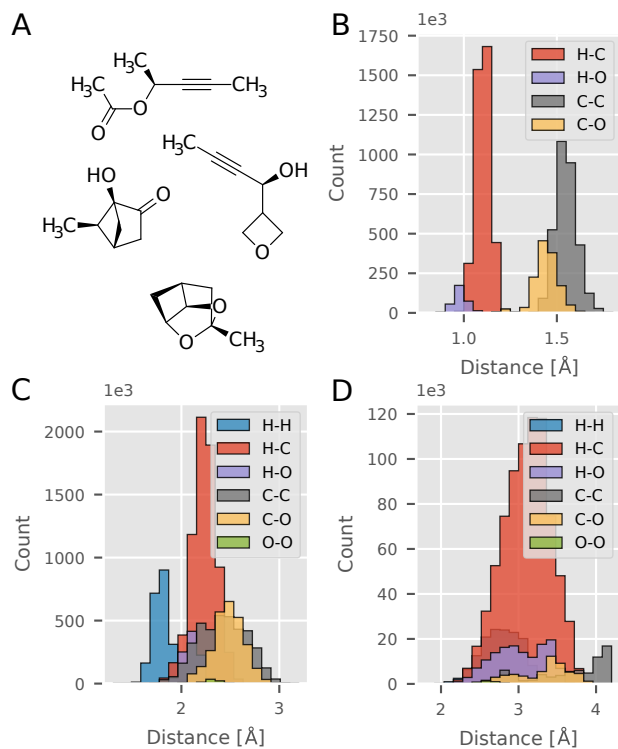 A
CH₃
H₃C
CH₃
O
O
CH₃
HO
OH
O
H₃C
O
O
O
CH₃
B
1e3
1750
1500
1250
1000
750
500
250
0
Count
H-C
H-O
C-C
C-O
1.0
1.5
Distance [Å]
C
1e3
2000
1500
1000
500
0
Count
H-H
H-C
H-O
C-C
C-O
O-O
2
3
Distance [Å]
D
1e3
120
100
80
60
40
20
0
Count
H-H
H-C
H-O
C-C
C-O
O-O
2
3
4
Distance [Å]